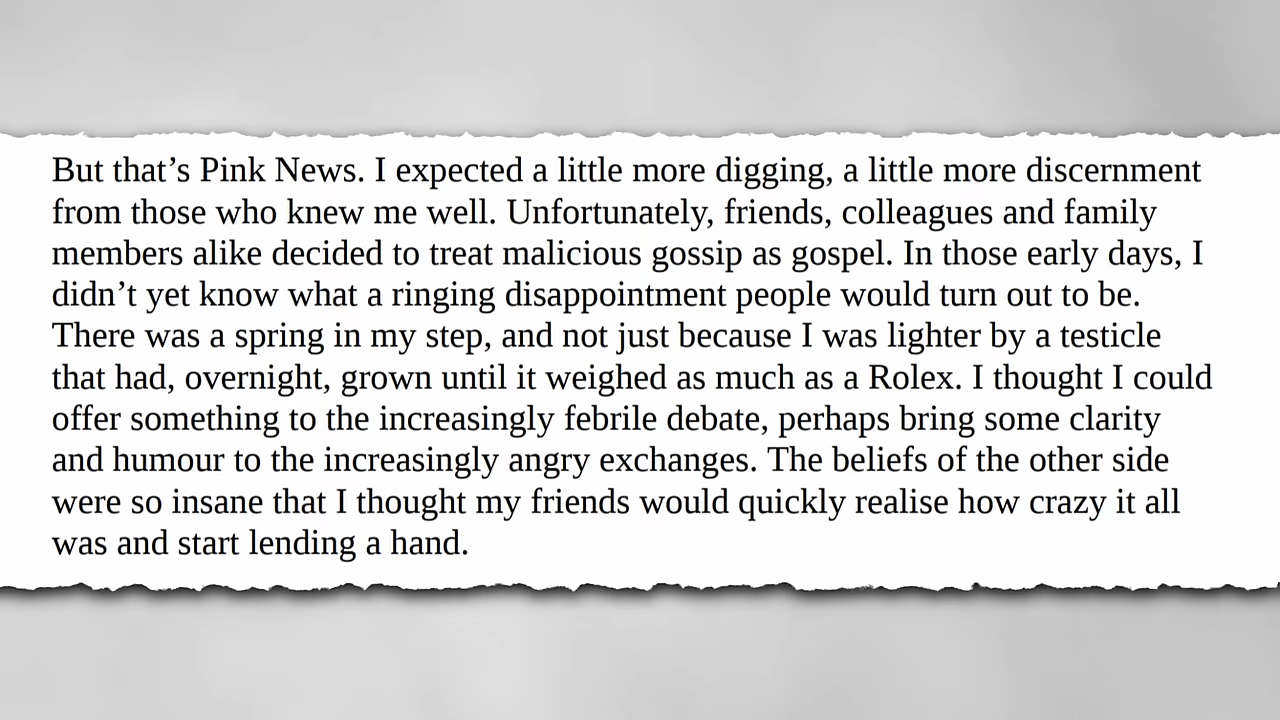 But that’s Pink News. I expected a little more digging, a little more discernment
from those who knew me well. Unfortunately, friends, colleagues and family
members alike decided to treat malicious gossip as gospel. In those early days, I
didn’t yet know what a ringing disappointment people would turn out to be.
There was a spring in my step, and not just because I was lighter by a testicle
that had, overnight, grown until it weighed as much as a Rolex. I thought I could
offer something to the increasingly febrile debate, perhaps bring some clarity
and humour to the increasingly angry exchanges. The beliefs of the other side
were so insane that I thought my friends would quickly realise how crazy it all
was and start lending a hand.